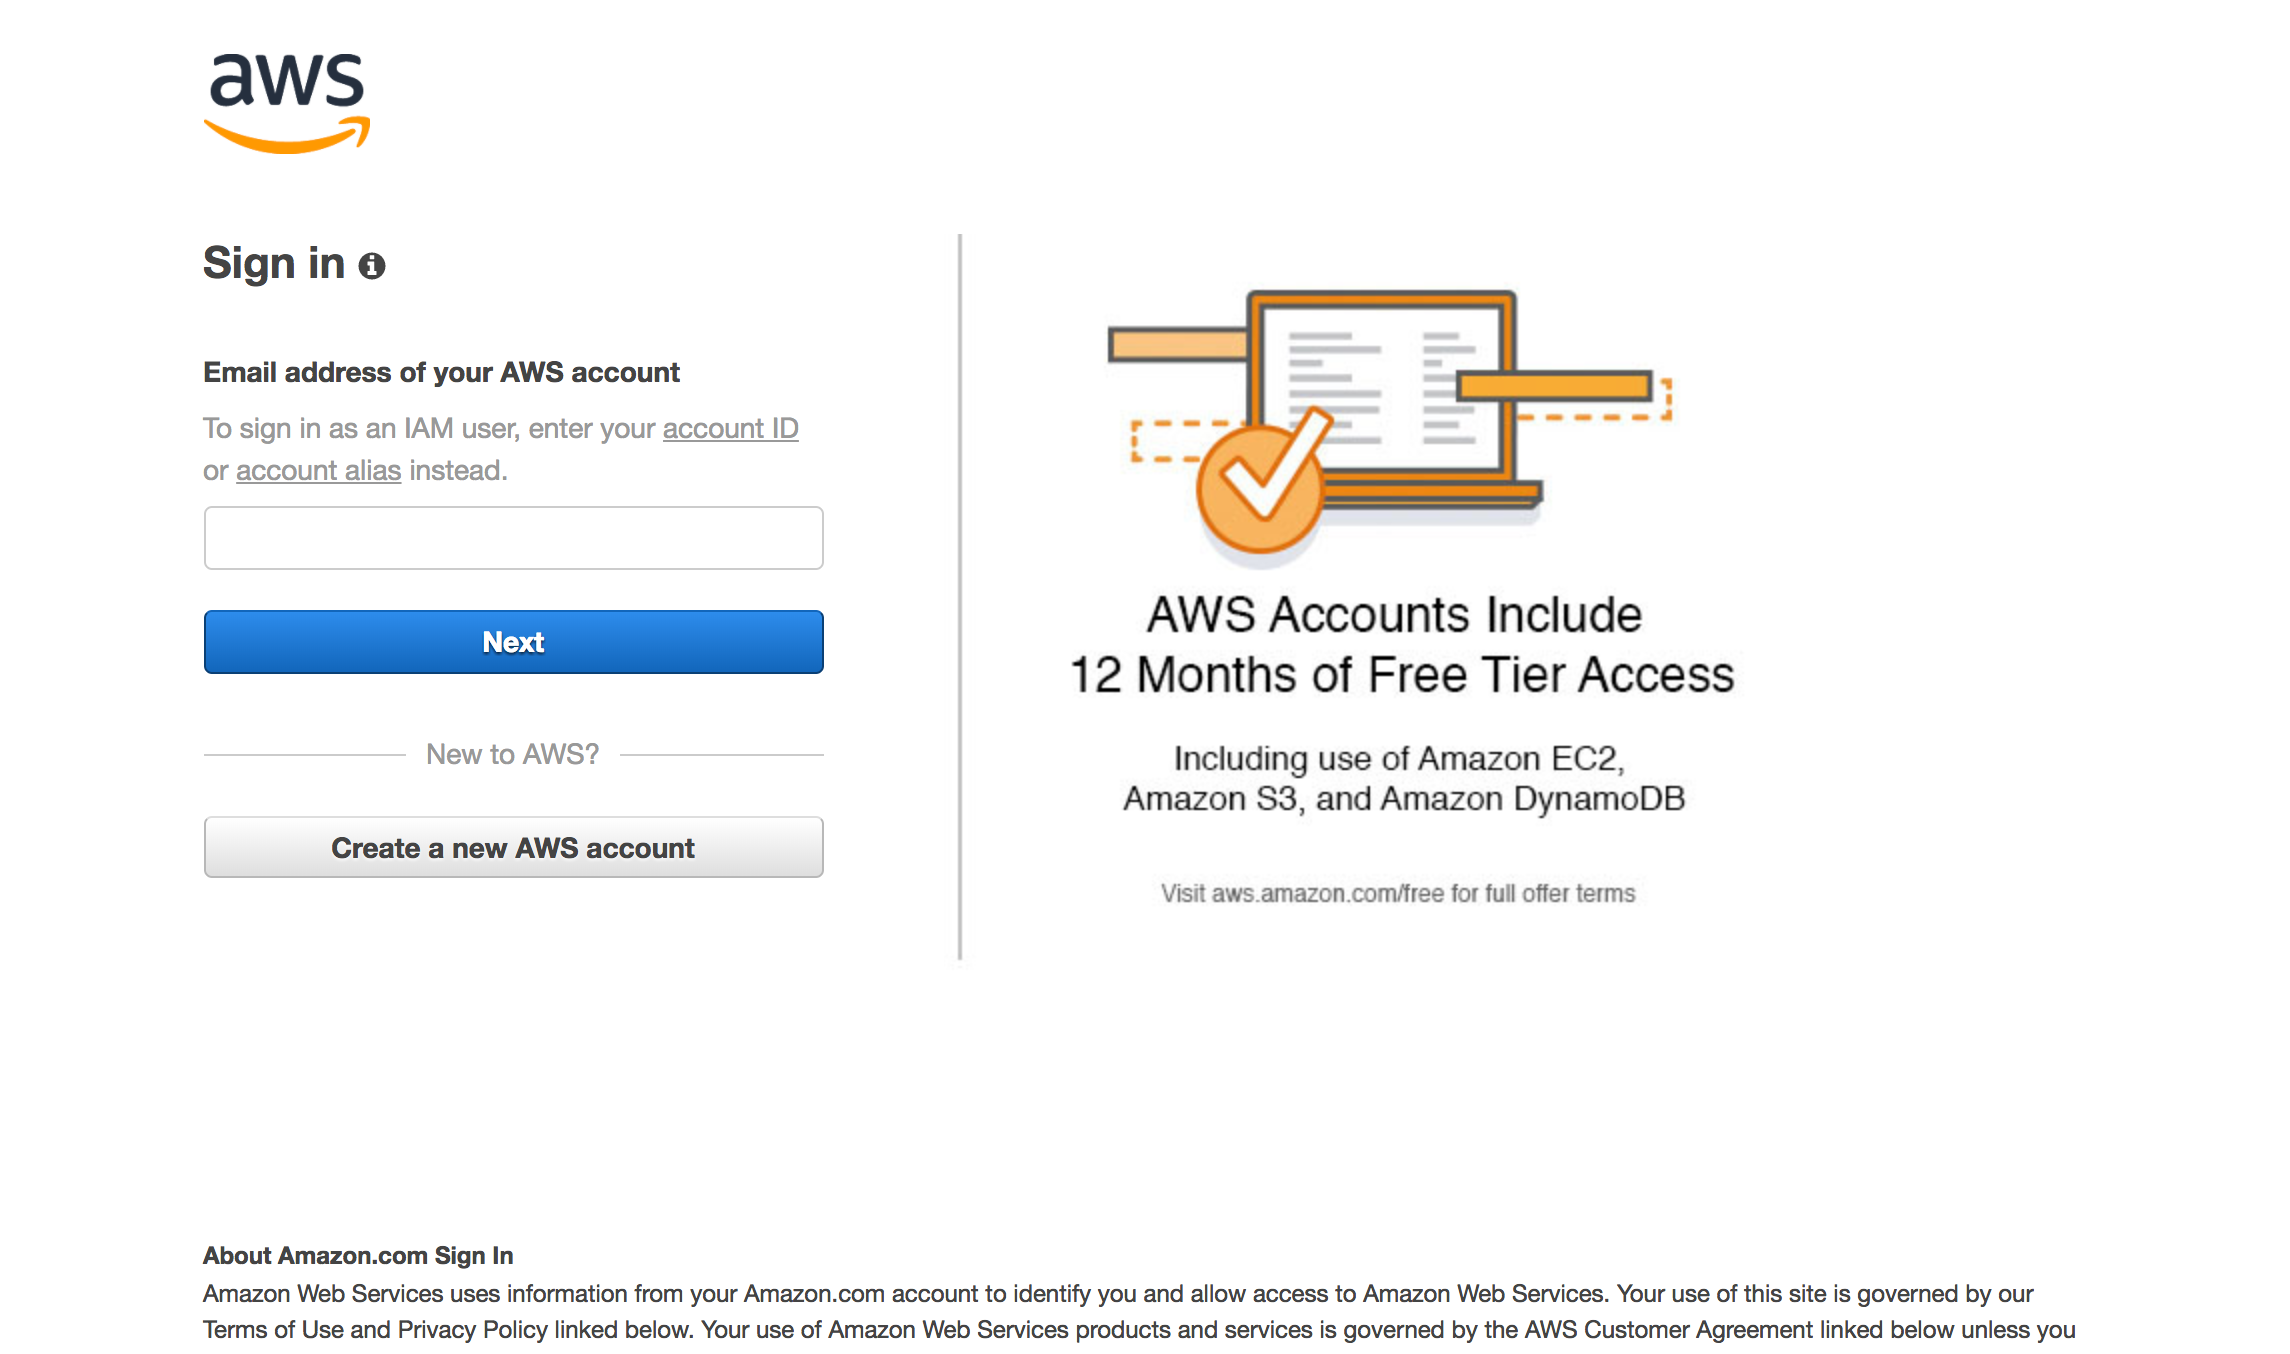 aws
Sign in
Email address of your AWS account
To sign in as an IAM user, enter your account ID
or account alias instead.
Next
New to AWS?
Create a new AWS account
AWS Accounts Include
12 Months of Free Tier Access
Including use of Amazon EC2,
Amazon S3, and Amazon DynamoDB
Visit aws.amazon.com/free for full offer terms
About Amazon.com Sign In
Amazon Web Services uses information from your Amazon.com account to identify you and allow access to Amazon Web Services. Your use of this site is governed by our
Terms of Use and Privacy Policy linked below. Your use of Amazon Web Services products and services is governed by the AWS Customer Agreement linked below unless you